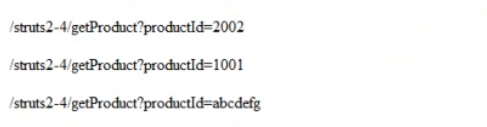 /struts2-4/getProduct?productId=2002
/struts2-4/getProduct?productId=1001
/struts2-4/getProduct?productId=abcdefg